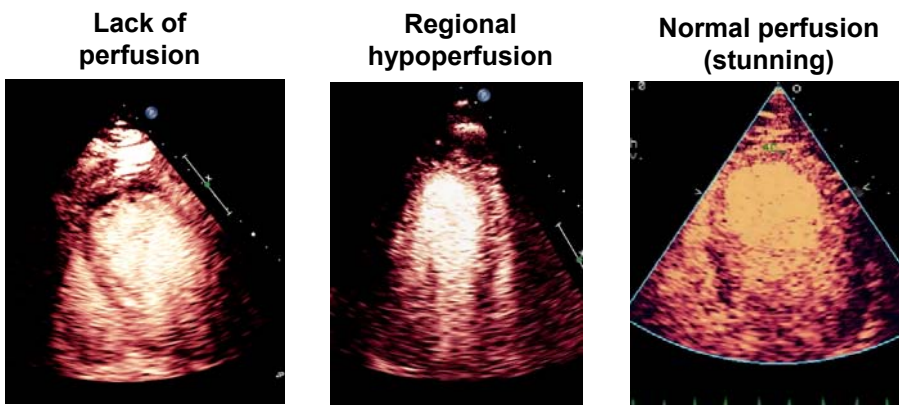 Lack of
perfusion
Regional
hypoperfusion
Normal perfusion
(stunning)